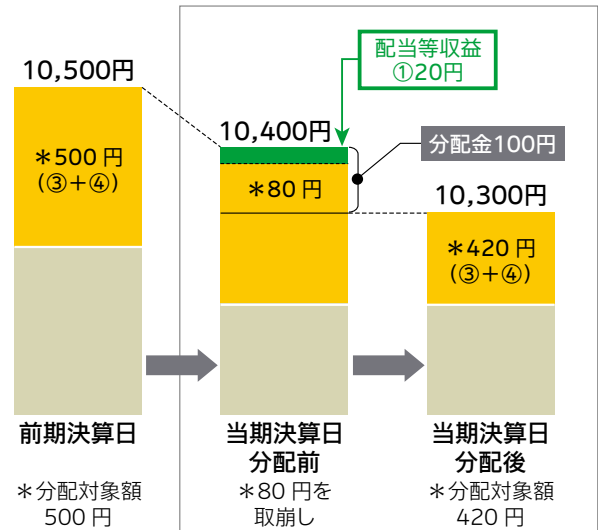 配当等収益
①20円
10,500円
10,400円
分配金100円
＊500 円
(③＋④)
＊80 円
10,300円
＊420 円
(③＋④)
前期決算日
当期決算日
分配前
当期決算日
分配後
＊分配対象額
500 円
＊80 円を
取崩し
＊分配対象額
420 円